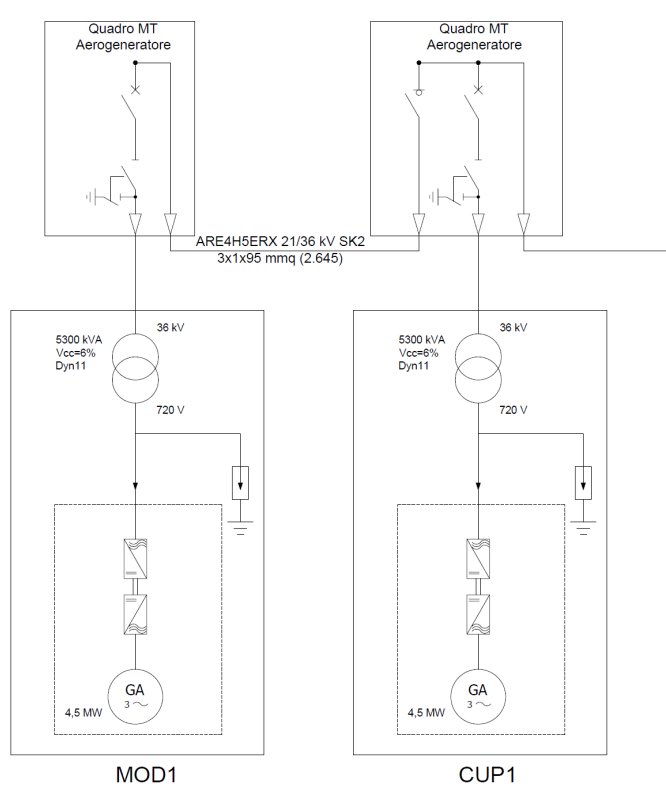 Quadro MT
Aerogeneratore
Quadro MT
Aerogeneratore
ARE4H5ERX 21/36 kV SK2
3x1x95 mmq (2.645)
36 kV
5300 kVA
Vcc=6%
Dyn11
720 V
36 kV
5300 kVA
Vcc=6%
Dyn11
720 V
GA
3
4,5 MW
GA
3
4,5 MW
MOD1
CUP1